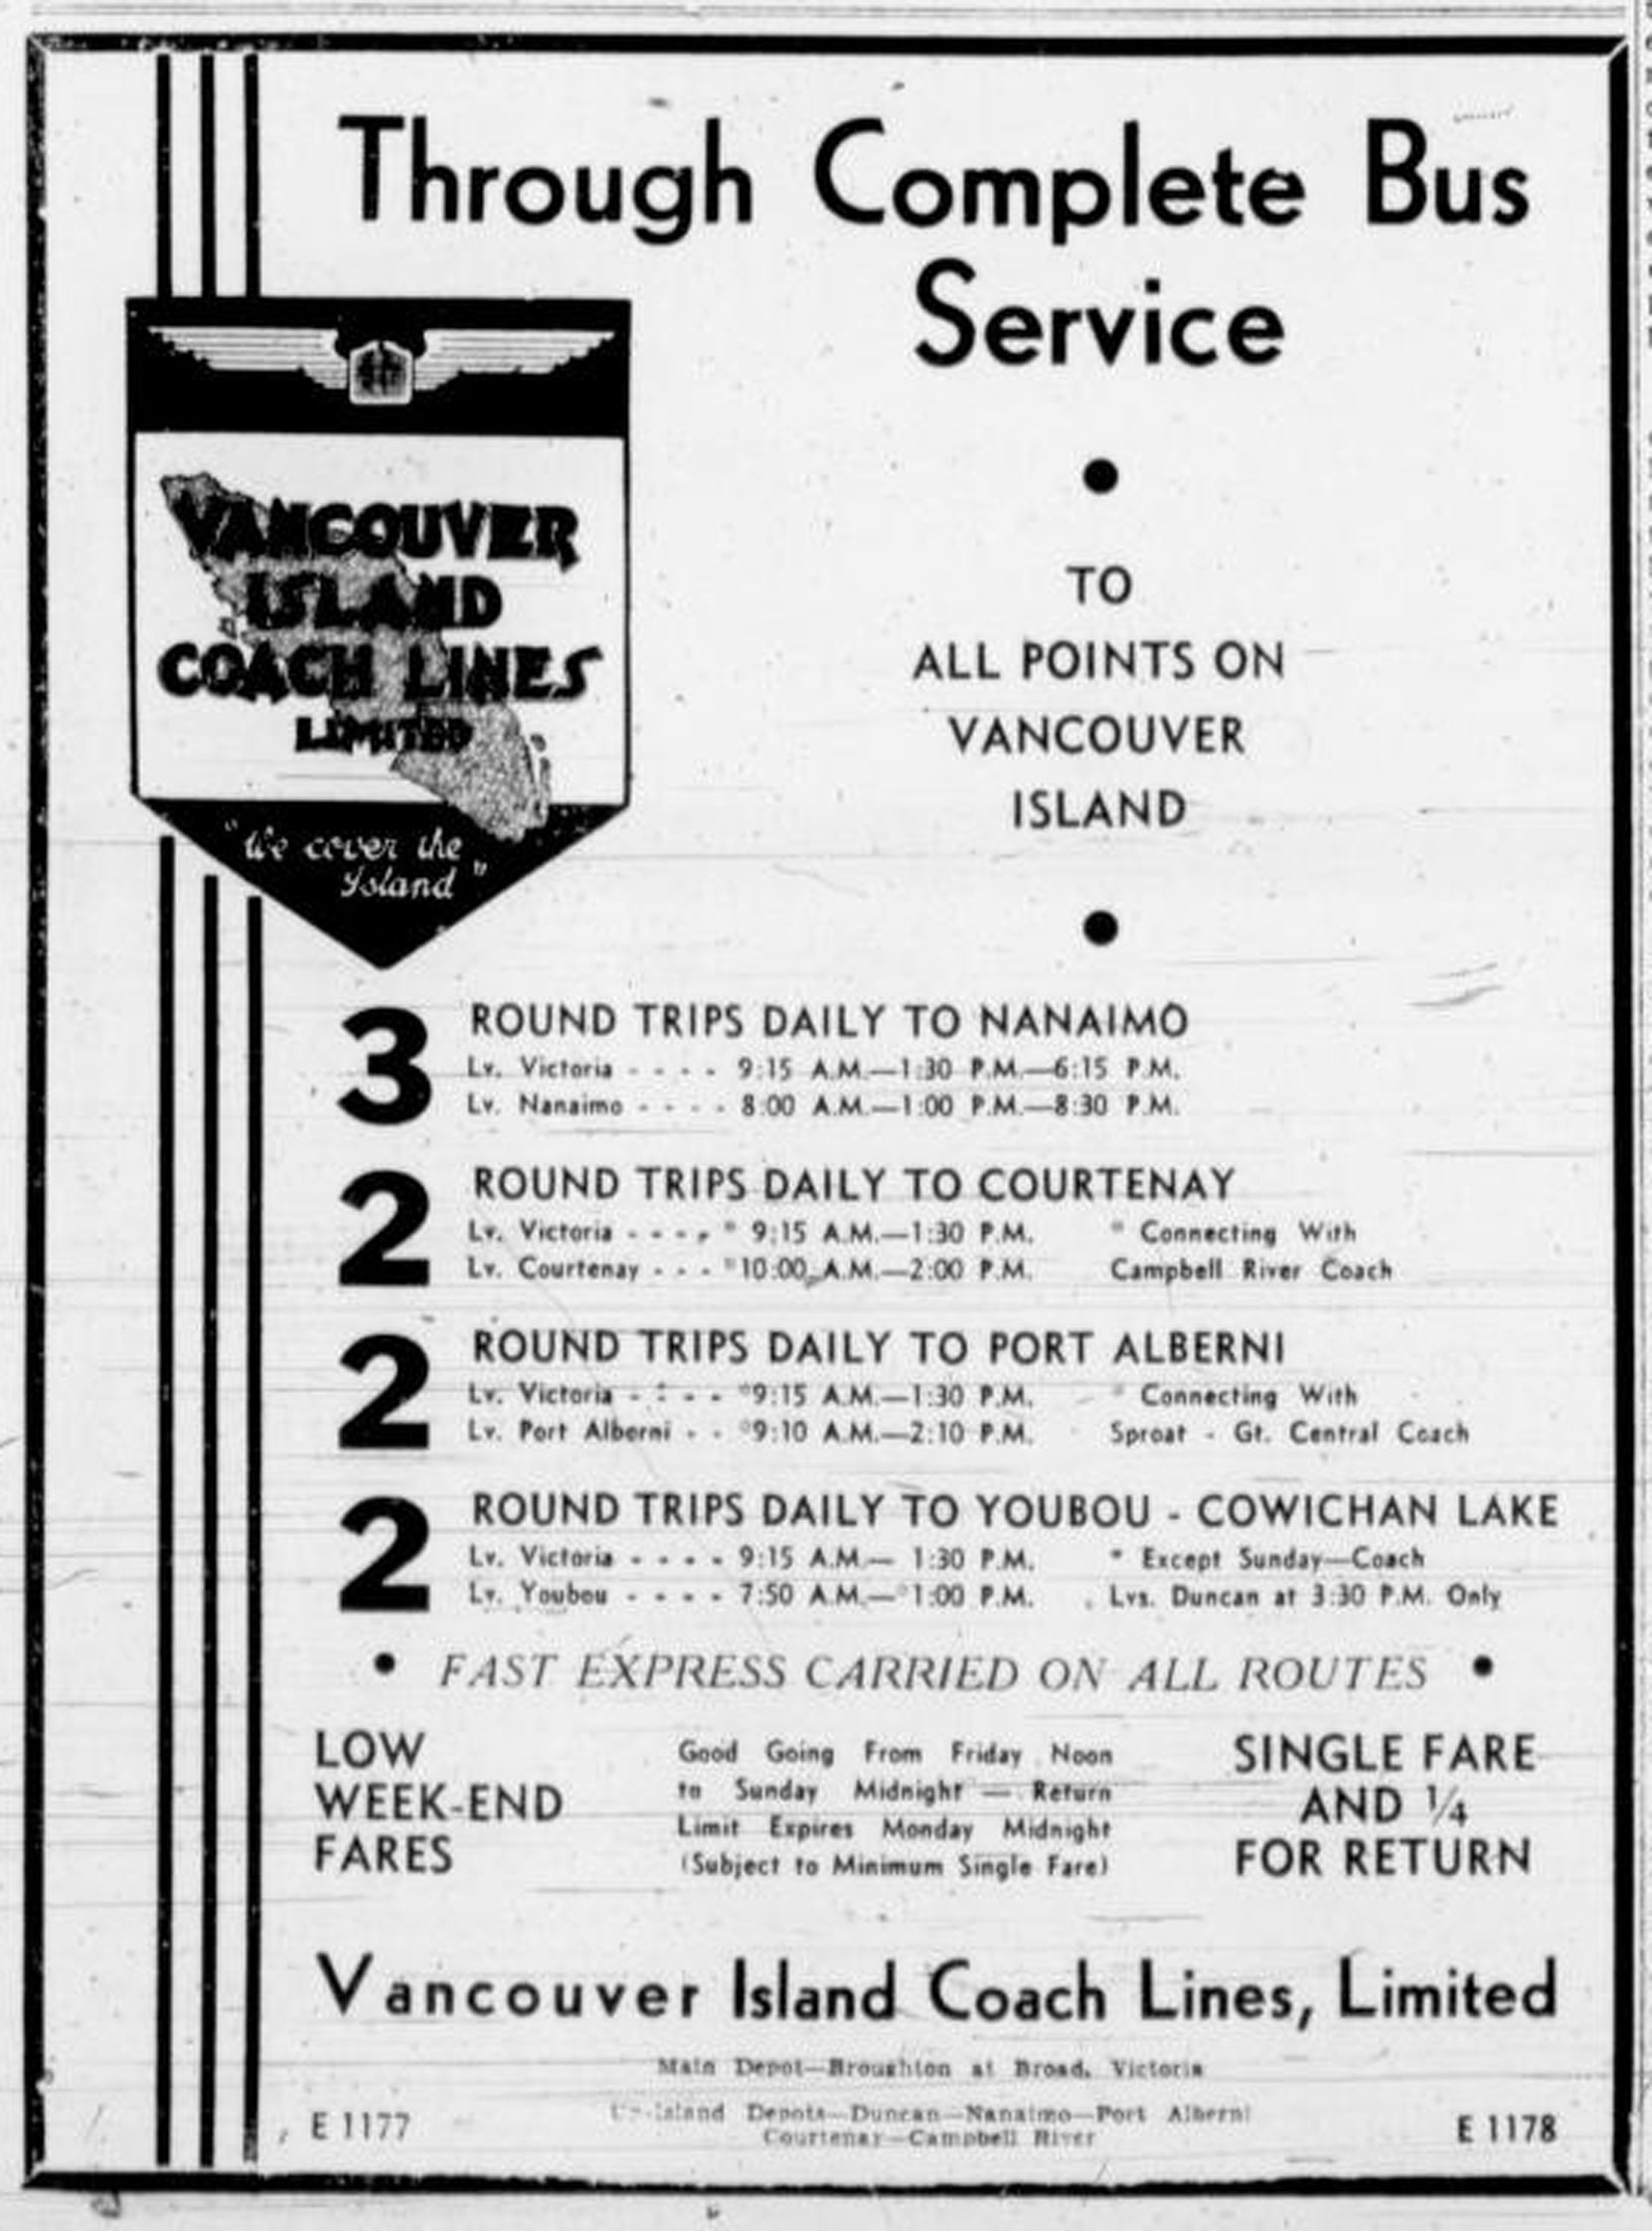 Through Complete Bus
Service
VANCOUVER
ISLAND
COACH LINES
LIMITED
"We cover the
Island"
TO
ALL POINTS ON
VANCOUVER
ISLAND
3 ROUND TRIPS DAILY TO NANAIMO
Lv. Victoria - - - - 9:15 A.M.—1:30 P.M.—6:15 P.M.
Lv. Nanaimo - - - - 8:00 A.M.—1:00 P.M.—8:30 P.M.
2 ROUND TRIPS DAILY TO COURTENAY
Lv. Victoria - - - - * 9:15 A.M.—1:30 P.M. * Connecting With
Lv. Courtenay - - - *10:00 A.M.—2:00 P.M. Campbell River Coach
2 ROUND TRIPS DAILY TO PORT ALBERNI
Lv. Victoria - - - - *9:15 A.M.—1:30 P.M. * Connecting With
Lv. Port Alberni - - *9:10 A.M.—2:10 P.M. Sproat - Gt. Central Coach
2 ROUND TRIPS DAILY TO YOUBOU - COWICHAN LAKE
Lv. Victoria - - - - 9:15 A.M.— 1:30 P.M. * Except Sunday—Coach
Lv. Youbou - - - - 7:50 A.M.—*1:00 P.M. Lvs. Duncan at 3:30 P.M. Only
• FAST EXPRESS CARRIED ON ALL ROUTES •
LOW
WEEK-END
FARES
Good Going From Friday Noon
to Sunday Midnight — Return
Limit Expires Monday Midnight
(Subject to Minimum Single Fare)
SINGLE FARE
AND ¼
FOR RETURN
Vancouver Island Coach Lines, Limited
Main Depot—Broughton at Broad, Victoria
Up-Island Depots—Duncan—Nanaimo—Port Alberni
Courtenay—Campbell River
E 1177
E 1178